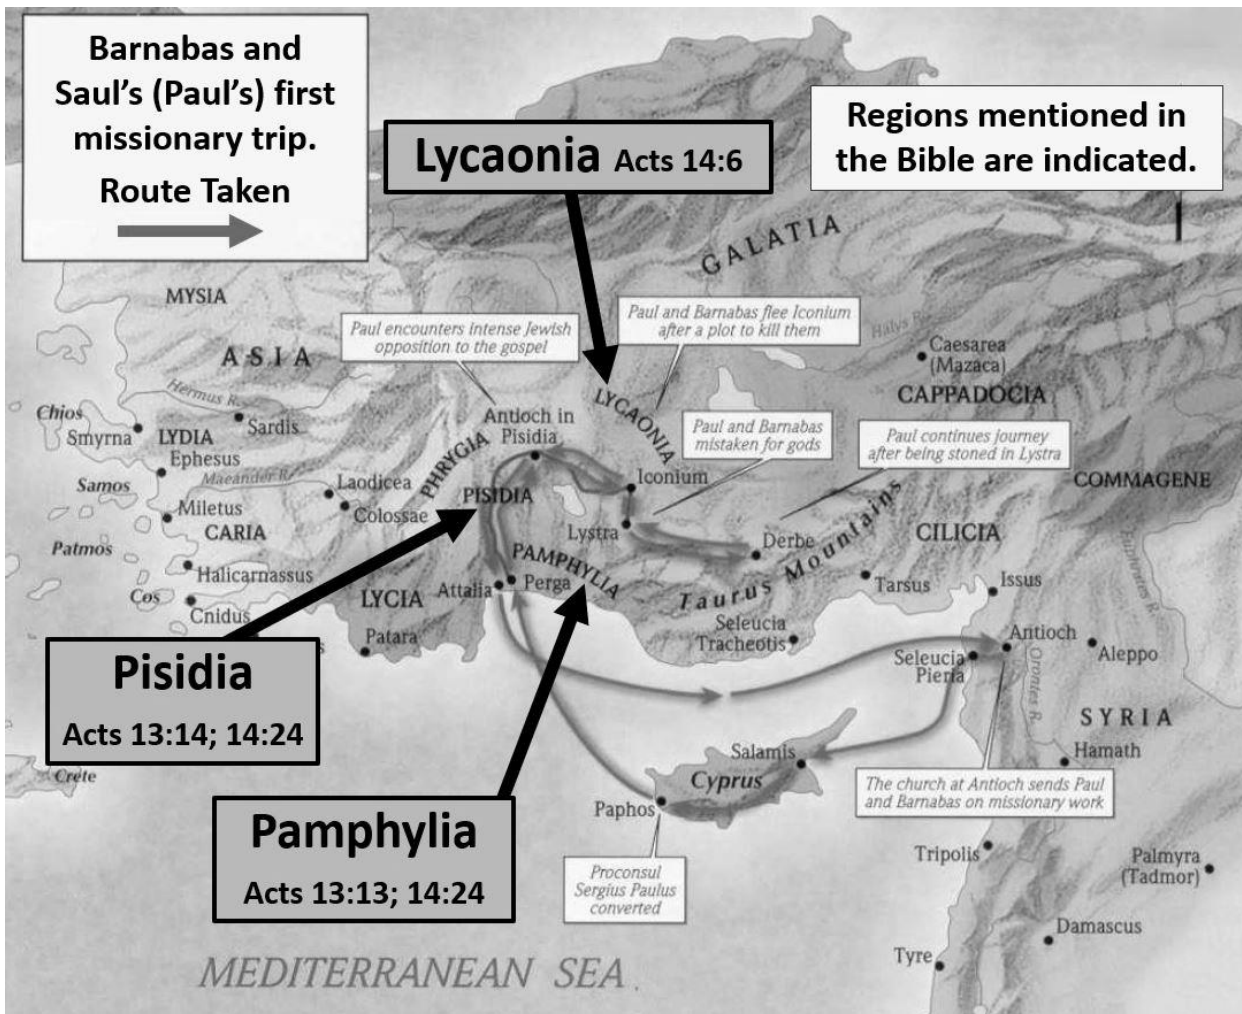 Barnabas and
Saul's (Paul's) first
missionary trip.
Route Taken
Lycaonia Acts 14:6
Regions mentioned in
the Bible are indicated.
GALATIA
MYSIA
Paul encounters intense Jewish
opposition to the gospel
Paul and Barnabas flee Iconium
after a plot to kill them
Halys R.
ASIA
Caesarea
(Mazaca)
CAPPADOCIA
Hermus R.
LYCAONIA
Chios
Smyrna
LYDIA
Sardis
Antioch in
Pisidia
Paul and Barnabas
mistaken for gods
Paul continues journey
after being stoned in Lystra
Ephesus
PHRYGIA
Maeander R.
Laodicea
Iconium
COMMAGENE
Samos
PISIDIA
Miletus
Colossae
CARIA
Lystra
Derbe
Taurus Mountains
CILICIA
Patmos
PAMPHYLIA
Euphrates R.
Halicarnassus
Attalia
Perga
Tarsus
Issus
Cos
Cnidus
LYCIA
Patara
s
Seleucia
Tracheotis
Antioch
Seleucia
Pieria
Orontes R.
Aleppo
Pisidia
Acts 13:14; 14:24
SYRIA
Hamath
Salamis
Cyprus
Crete
Paphos
The church at Antioch sends Paul
and Barnabas on missionary work
Pamphylia
Acts 13:13; 14:24
Proconsul
Sergius Paulus
converted
Tripolis
Palmyra
(Tadmor)
Damascus
Tyre
MEDITERRANEAN SEA